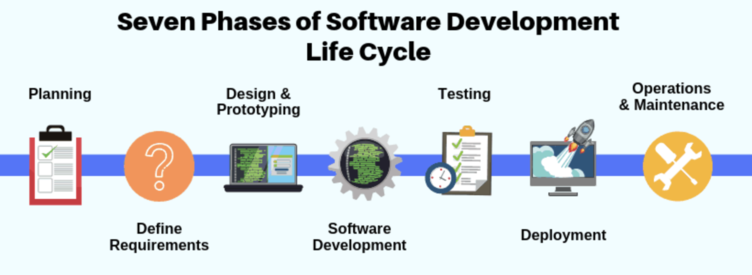 Seven Phases of Software Development
Life Cycle
Planning
Define
Requirements
Design &
Prototyping
Software
Development
Testing
Deployment
Operations
& Maintenance